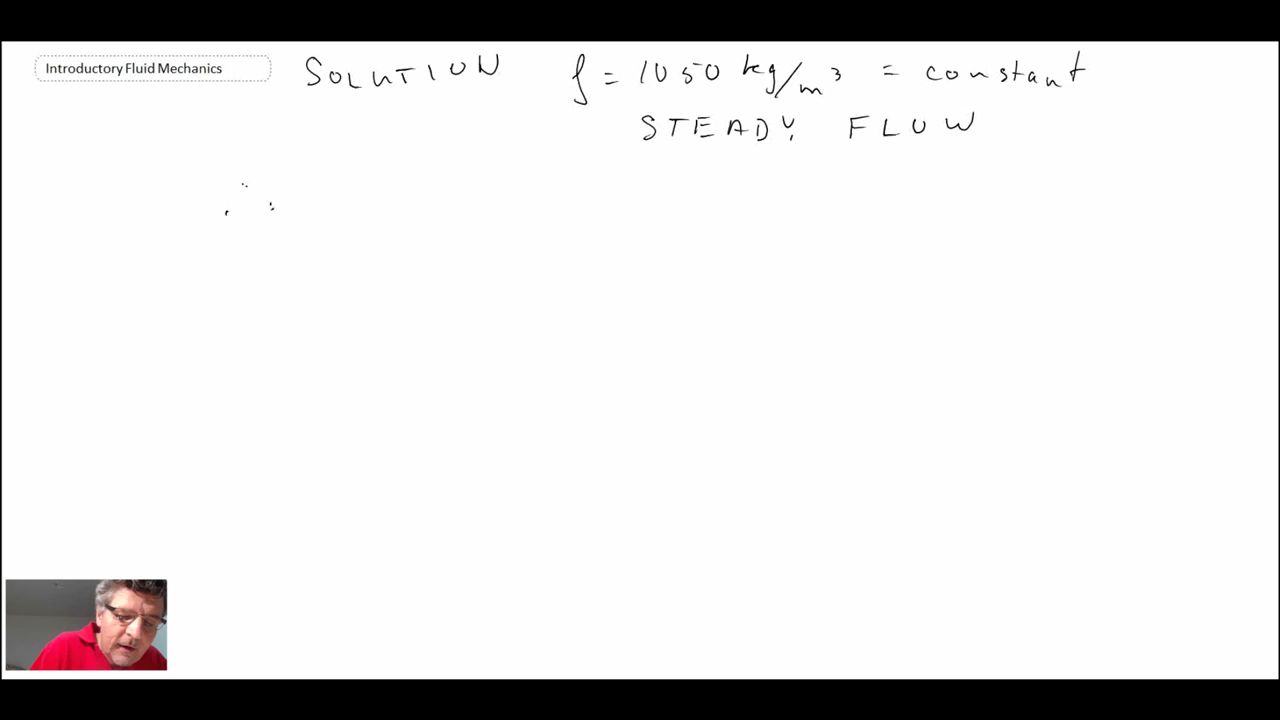 Introductory Fluid Mechanics
SOLUTION ρ = 1050 kg/m³ = constant
STEADY FLOW
∴